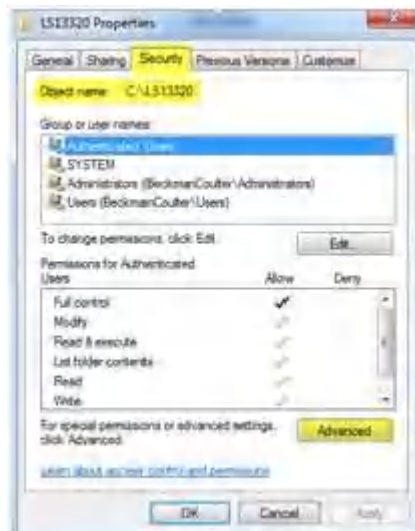 LS13320 Properties
General Sharing Security Previous Versions Customize
Object name: C:\LS13320
Group or user names:
Authenticated Users
SYSTEM
Administrators (BeckmanCoulter\Administrators)
Users (BeckmanCoulter\Users)
To change permissions, click Edit.
Edit...
Permissions for Authenticated
Users Allow Deny
Full control
Modify
Read & execute
List folder contents
Read
Write
For special permissions or advanced settings,
click Advanced.
Advanced
Learn about access control and permissions
OK Cancel Apply